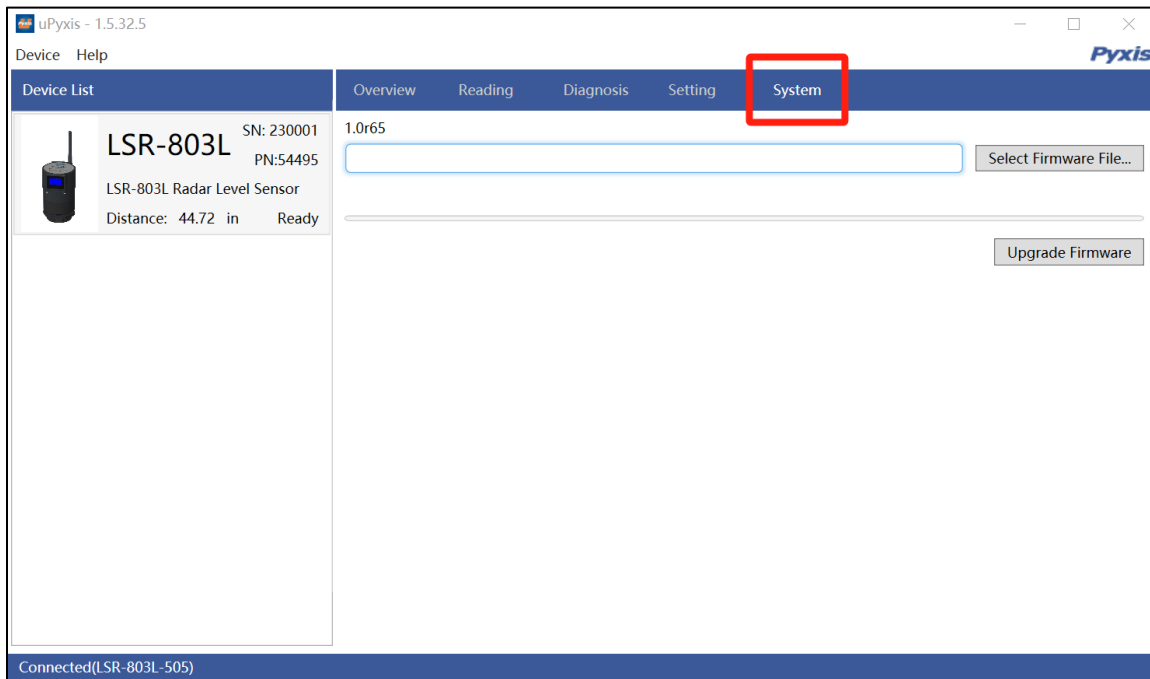 uPyxis - 1.5.32.5
Device Help
Pyxis
Device List
Overview Reading Diagnosis Setting System
LSR-803L
SN: 230001
PN:54495
LSR-803L Radar Level Sensor
Distance: 44.72 in Ready
1.0r65
Select Firmware File...
Upgrade Firmware
Connected(LSR-803L-505)